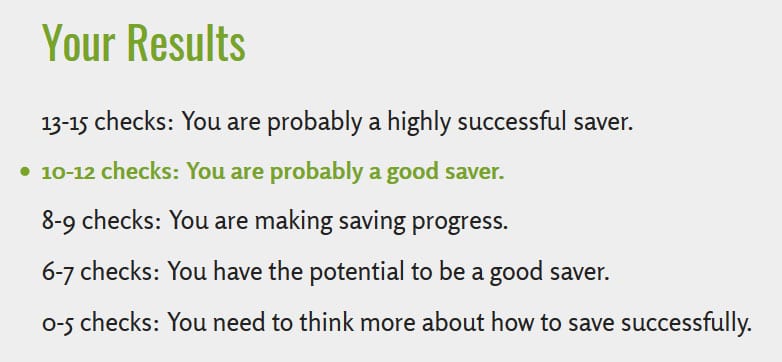 Your Results
13-15 checks: You are probably a highly successful saver.
• 10-12 checks: You are probably a good saver.
8-9 checks: You are making saving progress.
6-7 checks: You have the potential to be a good saver.
0-5 checks: You need to think more about how to save successfully.